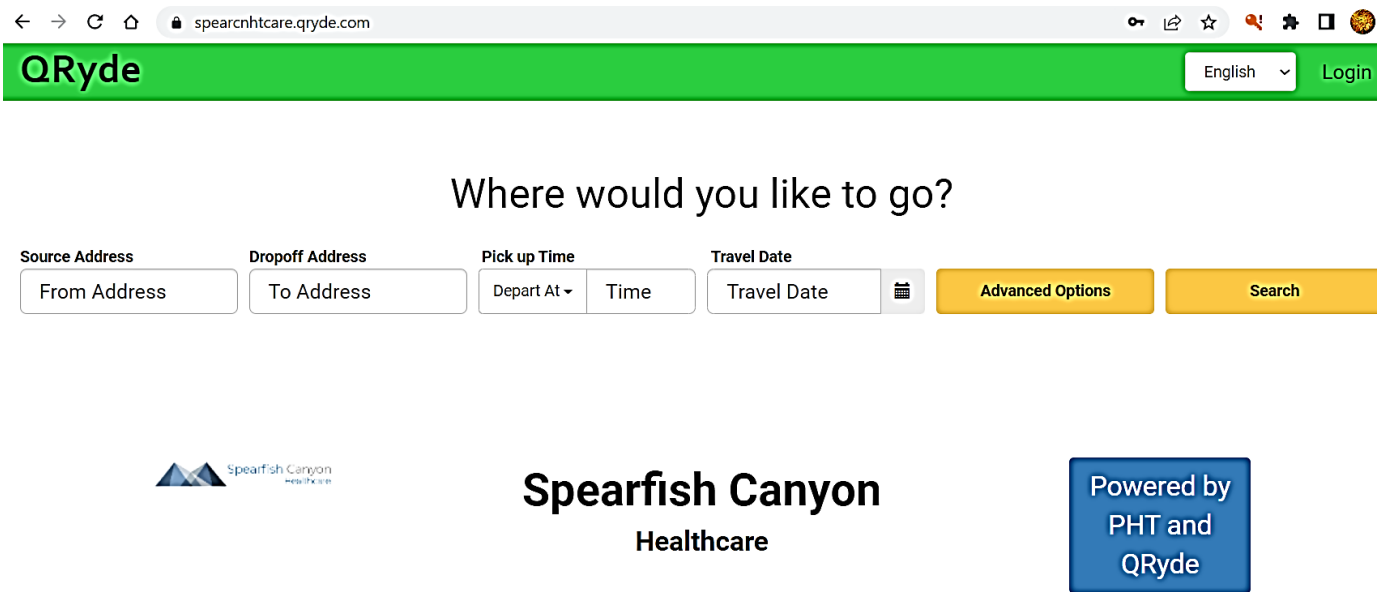 spearcnhtcare.qryde.com
QRyde
English
Login
Where would you like to go?
Source Address
Dropoff Address
Pick up Time
Travel Date
From Address
To Address
Depart At
Time
Travel Date
Advanced Options
Search
Spearfish Canyon
Healthcare
Spearfish Canyon
Healthcare
Powered by
PHT and
QRyde